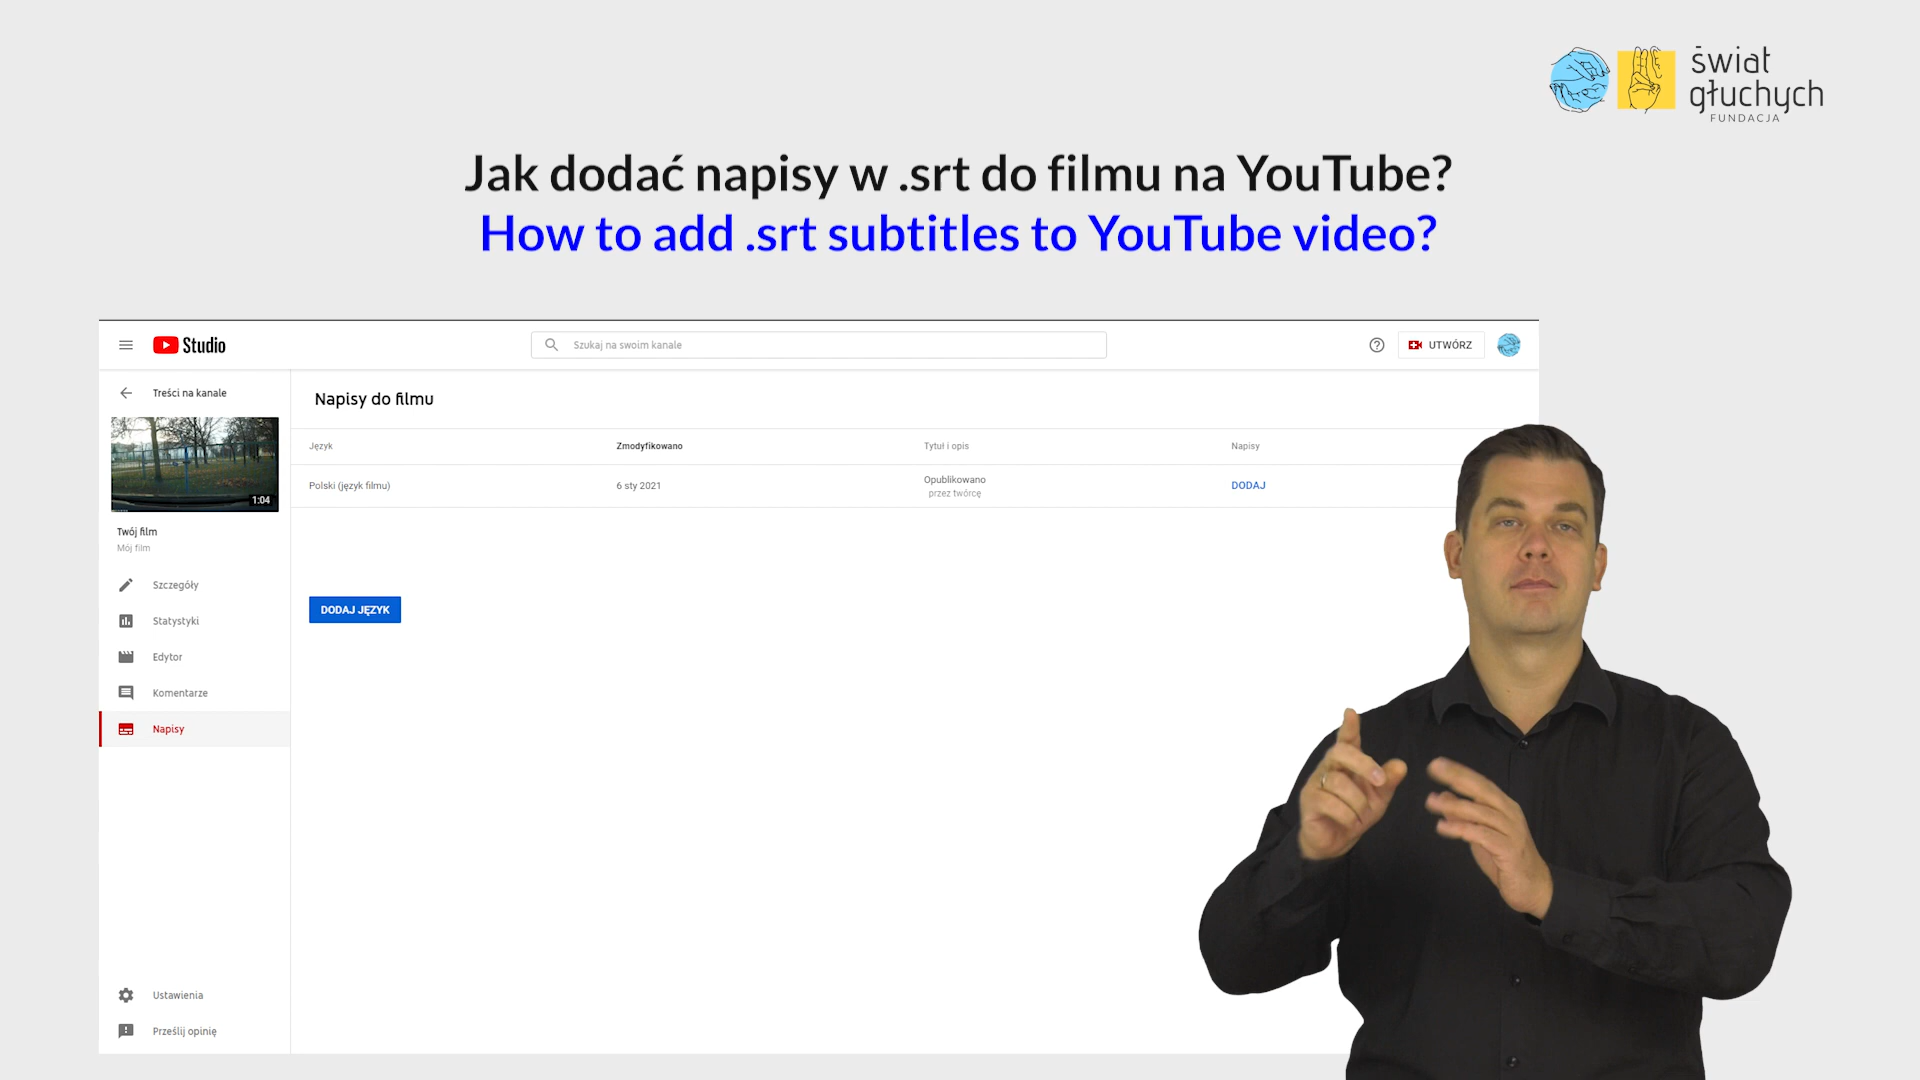 świat
głuchych
FUNDACJA
Jak dodać napisy w .srt do filmu na YouTube?
How to add .srt subtitles to YouTube video?
Studio
Szukaj na swoim kanale
UTWÓRZ
Treści na kanale
1:04
Twój film
Mój film
Szczegóły
Statystyki
Edytor
Komentarze
Napisy
Ustawienia
Prześlij opinię
Napisy do filmu
Język Zmodyfikowano Tytuł i opis Napisy
Polski (język filmu) 6 sty 2021 Opublikowano DODAJ
przez twórcę
DODAJ JĘZYK